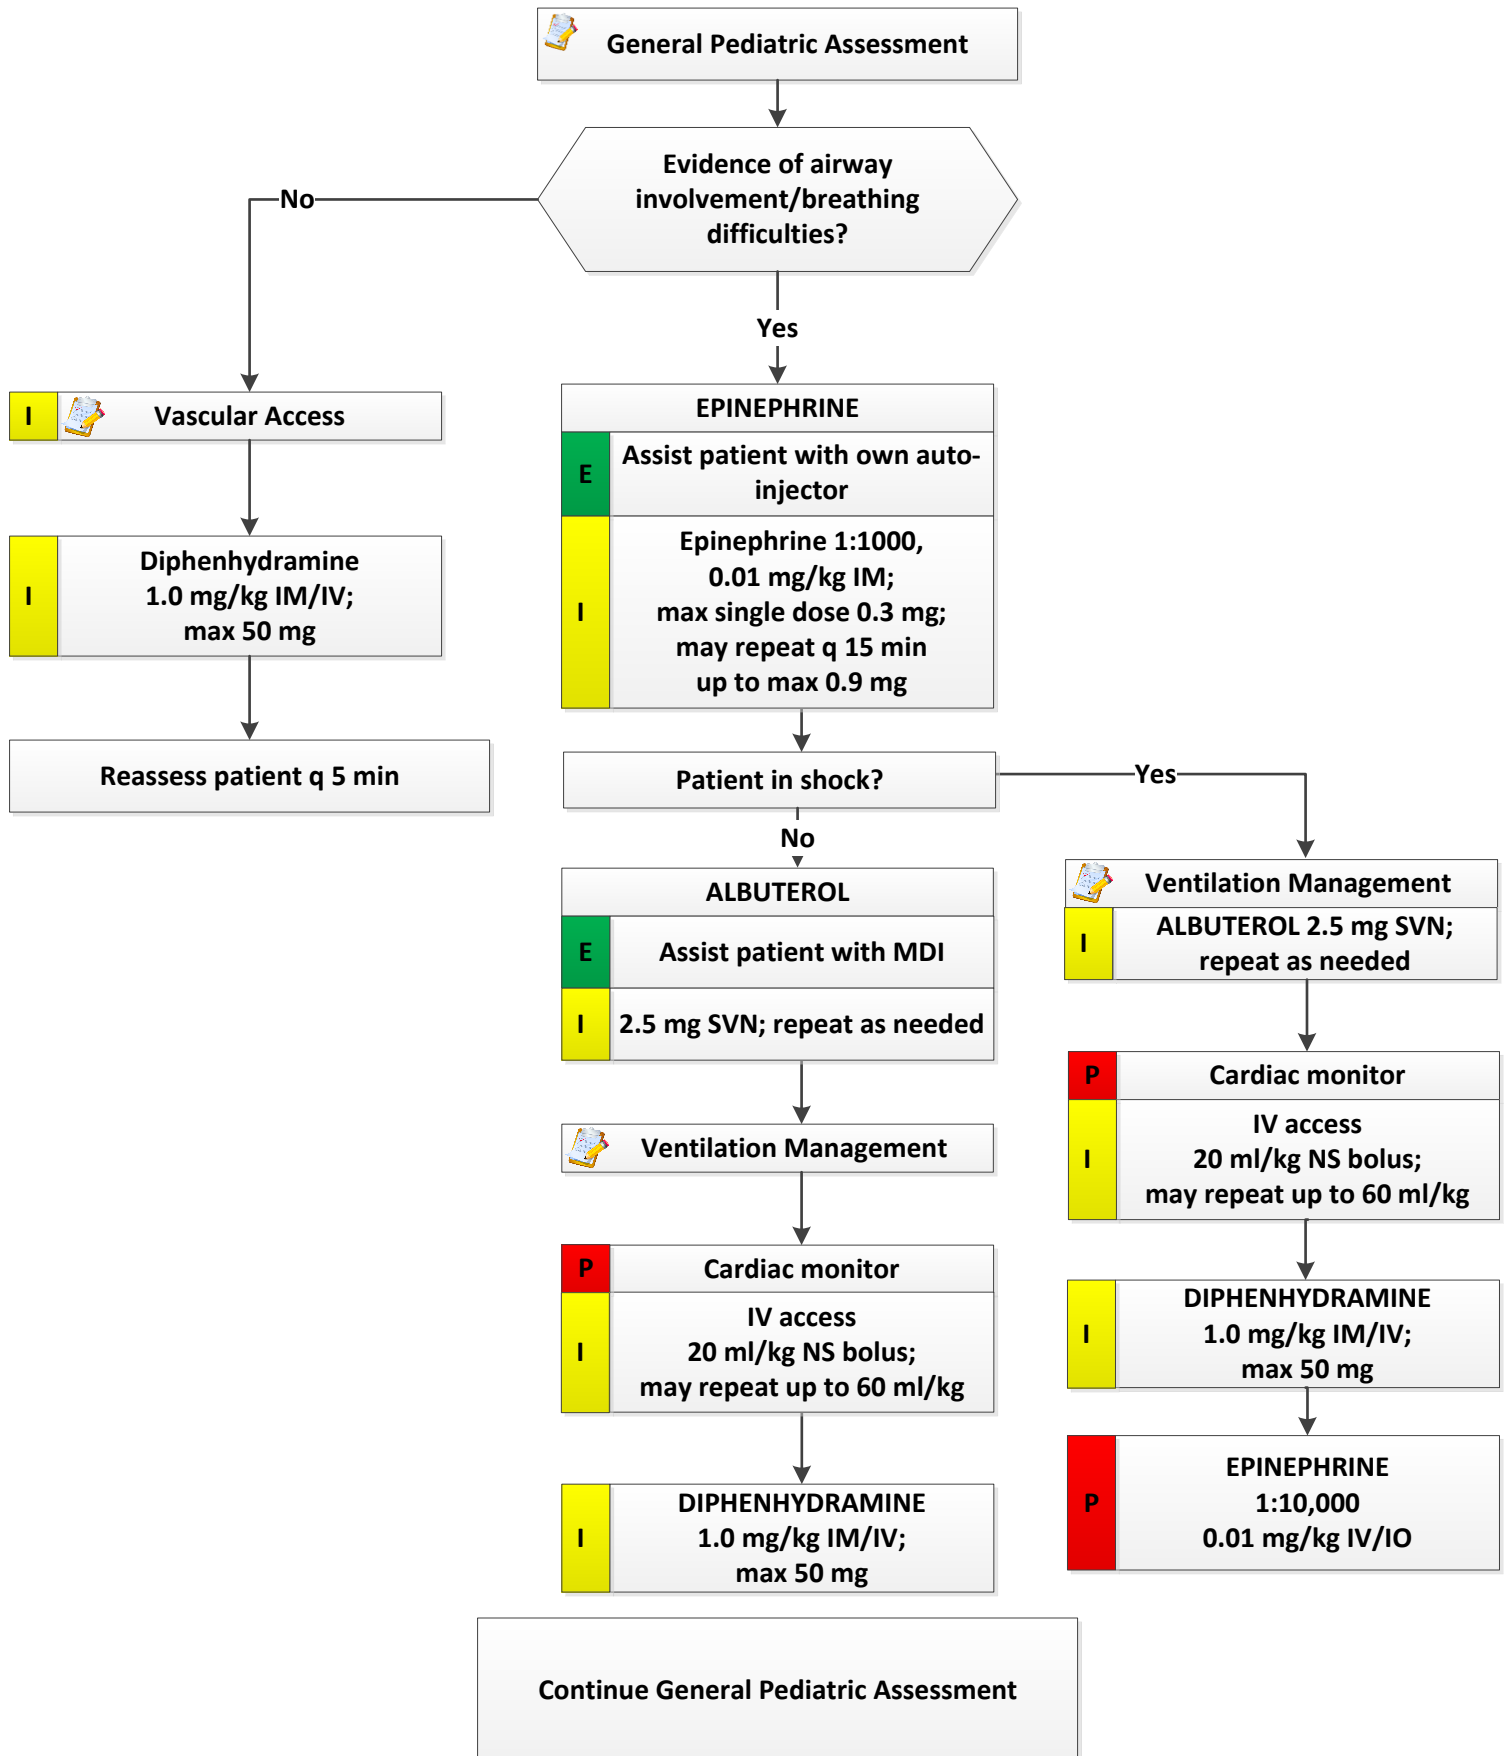 General Pediatric Assessment
Evidence of airway
involvement/breathing
difficulties?
No
Yes
I
Vascular Access
I
Diphenhydramine
1.0 mg/kg IM/IV;
max 50 mg
Reassess patient q 5 min
EPINEPHRINE
E
Assist patient with own auto-
injector
I
Epinephrine 1:1000,
0.01 mg/kg IM;
max single dose 0.3 mg;
may repeat q 15 min
up to max 0.9 mg
Patient in shock?
Yes
No
ALBUTEROL
E
Assist patient with MDI
I
2.5 mg SVN; repeat as needed
Ventilation Management
P
Cardiac monitor
I
IV access
20 ml/kg NS bolus;
may repeat up to 60 ml/kg
I
DIPHENHYDRAMINE
1.0 mg/kg IM/IV;
max 50 mg
Ventilation Management
I
ALBUTEROL 2.5 mg SVN;
repeat as needed
P
Cardiac monitor
I
IV access
20 ml/kg NS bolus;
may repeat up to 60 ml/kg
I
DIPHENHYDRAMINE
1.0 mg/kg IM/IV;
max 50 mg
P
EPINEPHRINE
1:10,000
0.01 mg/kg IV/IO
Continue General Pediatric Assessment